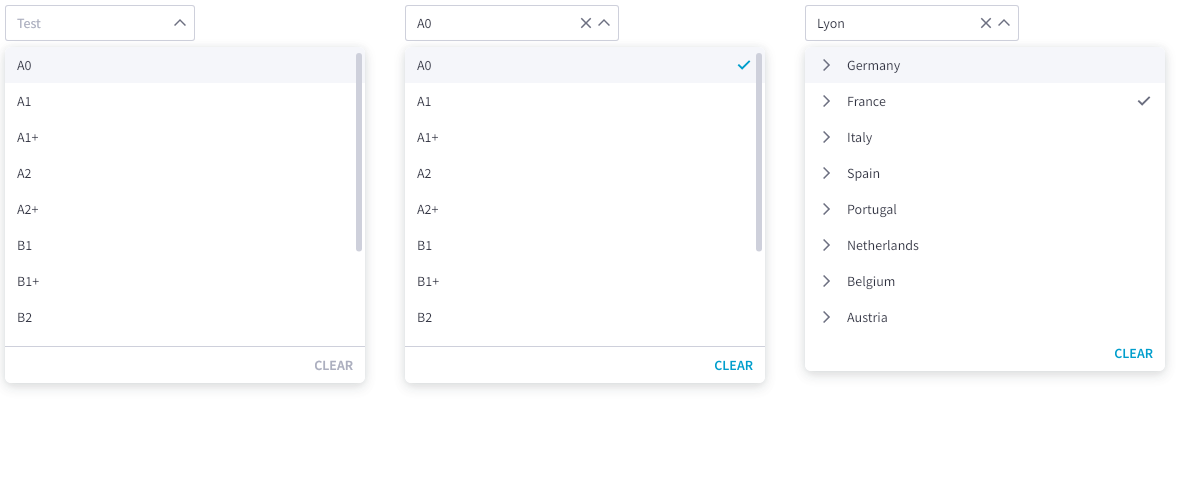 Test
A0
A1
A1+
A2
A2+
B1
B1+
B2
CLEAR
A0
A0
A1
A1+
A2
A2+
B1
B1+
B2
CLEAR
Lyon
Germany
France
Italy
Spain
Portugal
Netherlands
Belgium
Austria
CLEAR